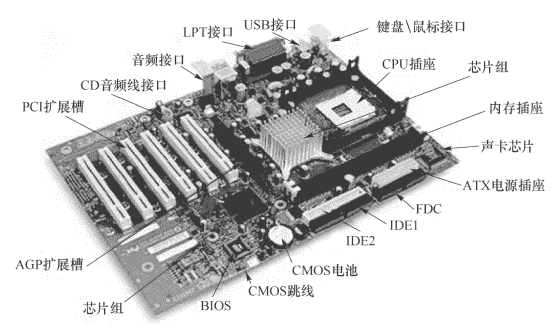 USB接口
键盘\鼠标接口
LPT接口
音频接口
CPU插座
芯片组
CD音频线接口
PCI扩展槽
内存插座
声卡芯片
ATX电源插座
FDC
IDE1
IDE2
AGP扩展槽
CMOS电池
芯片组
BIOS
CMOS跳线